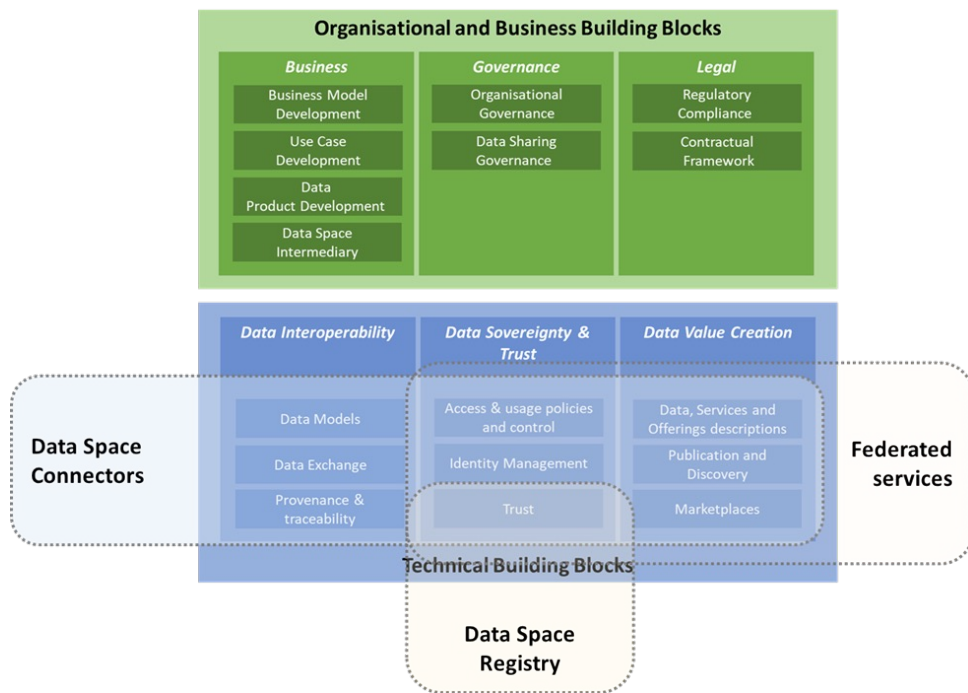 Organisational and Business Building Blocks
Business
Business Model
Development
Use Case
Development
Data
Product Development
Data Space
Intermediary
Governance
Organisational
Governance
Data Sharing
Governance
Legal
Regulatory
Compliance
Contractual
Framework
Data Interoperability
Data Models
Data Exchange
Provenance &
traceability
Data Sovereignty &
Trust
Access & usage policies
and control
Identity Management
Trust
Data Value Creation
Data, Services and
Offerings descriptions
Publication and
Discovery
Marketplaces
Technical Building Blocks
Data Space
Connectors
Federated
services
Data Space
Registry